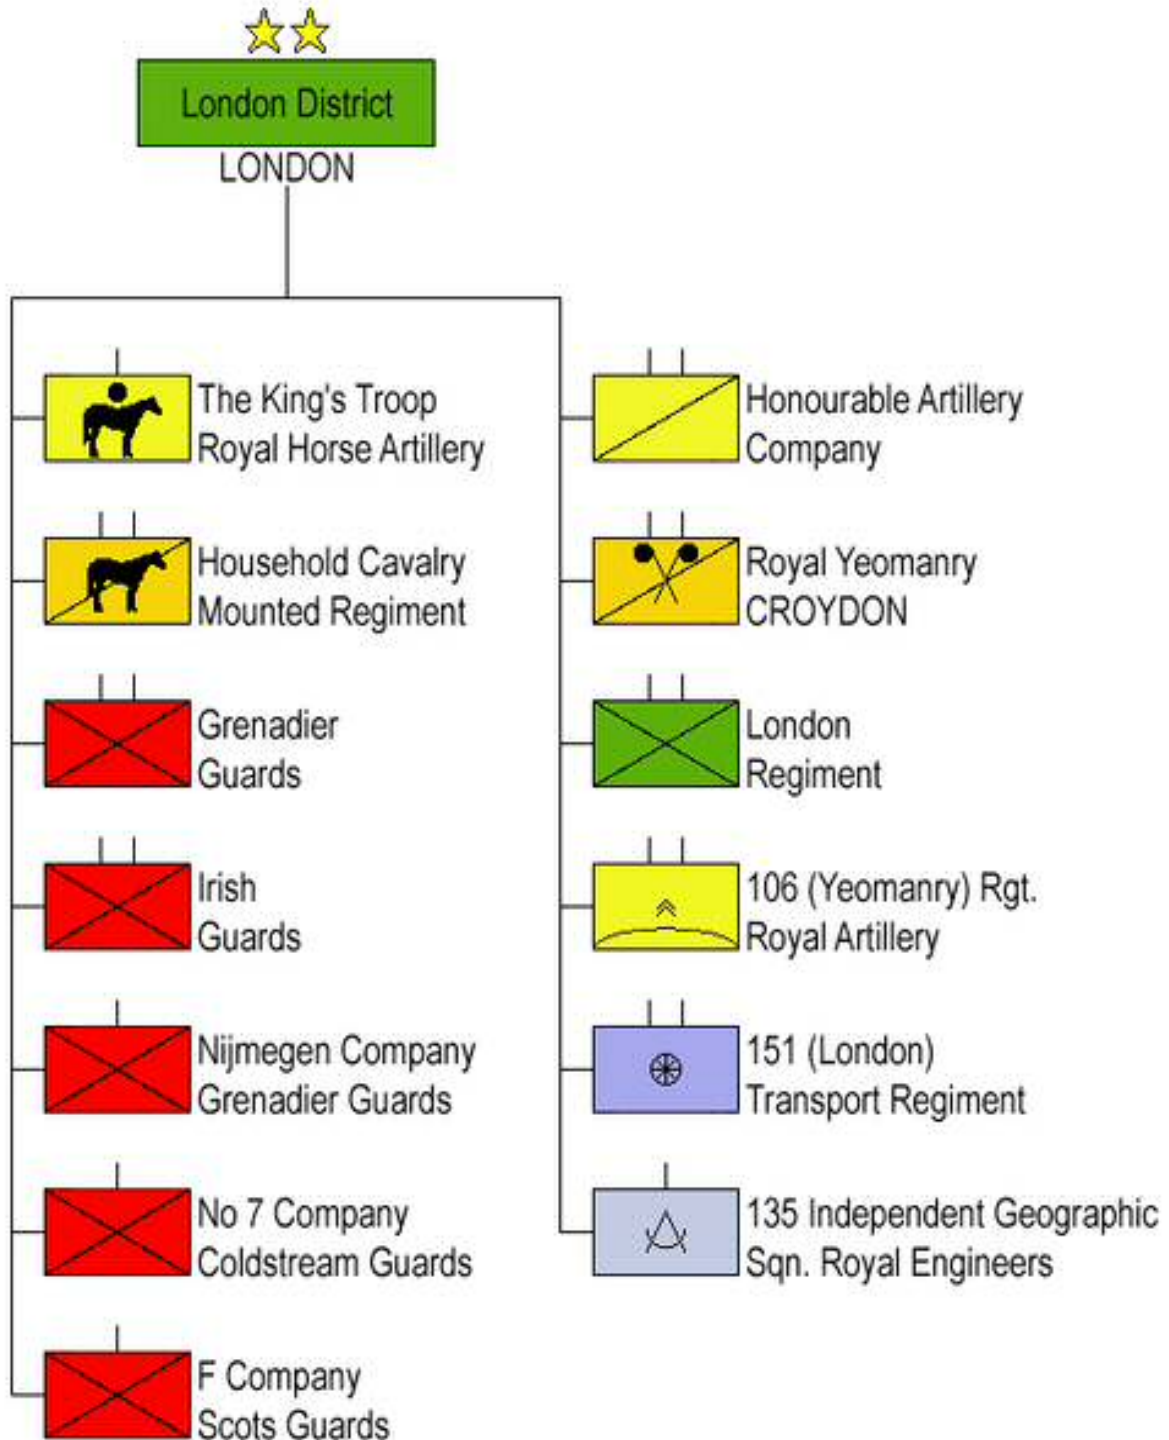 London District
LONDON
The King's Troop
Royal Horse Artillery
Household Cavalry
Mounted Regiment
Grenadier
Guards
Irish
Guards
Nijmegen Company
Grenadier Guards
No 7 Company
Coldstream Guards
F Company
Scots Guards
Honourable Artillery
Company
Royal Yeomanry
CROYDON
London
Regiment
106 (Yeomanry) Rgt.
Royal Artillery
151 (London)
Transport Regiment
135 Independent Geographic
Sqn. Royal Engineers